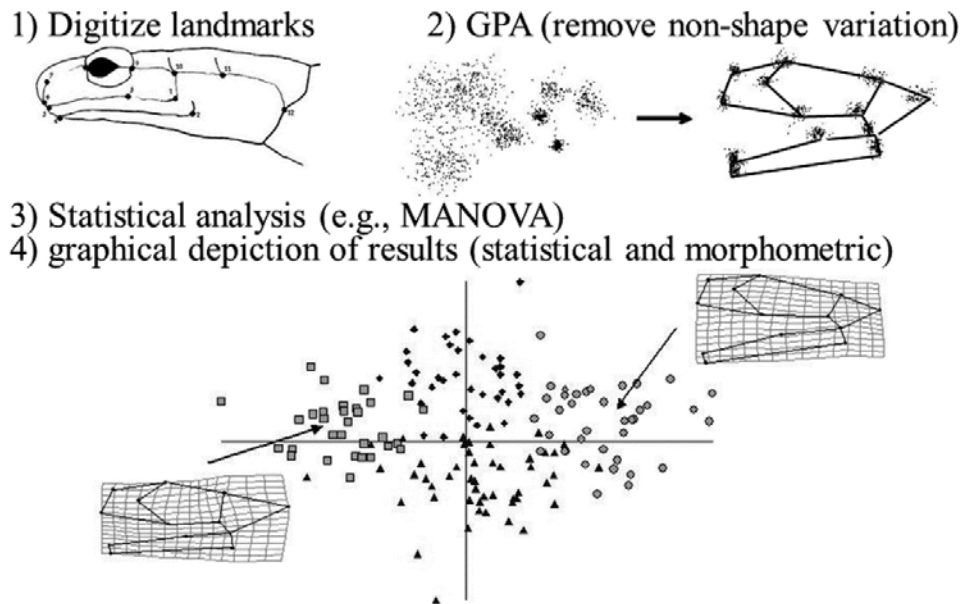 1) Digitize landmarks
2) GPA (remove non-shape variation)
3) Statistical analysis (e.g., MANOVA)
4) graphical depiction of results (statistical and morphometric)